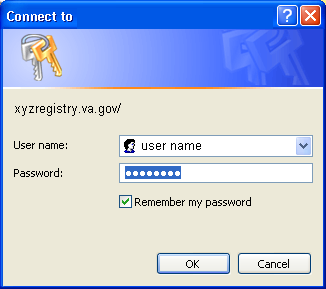 Connect to
xyzregistry.va.gov/
User name:
user name
Password:
••••••••
Remember my password
OK
Cancel